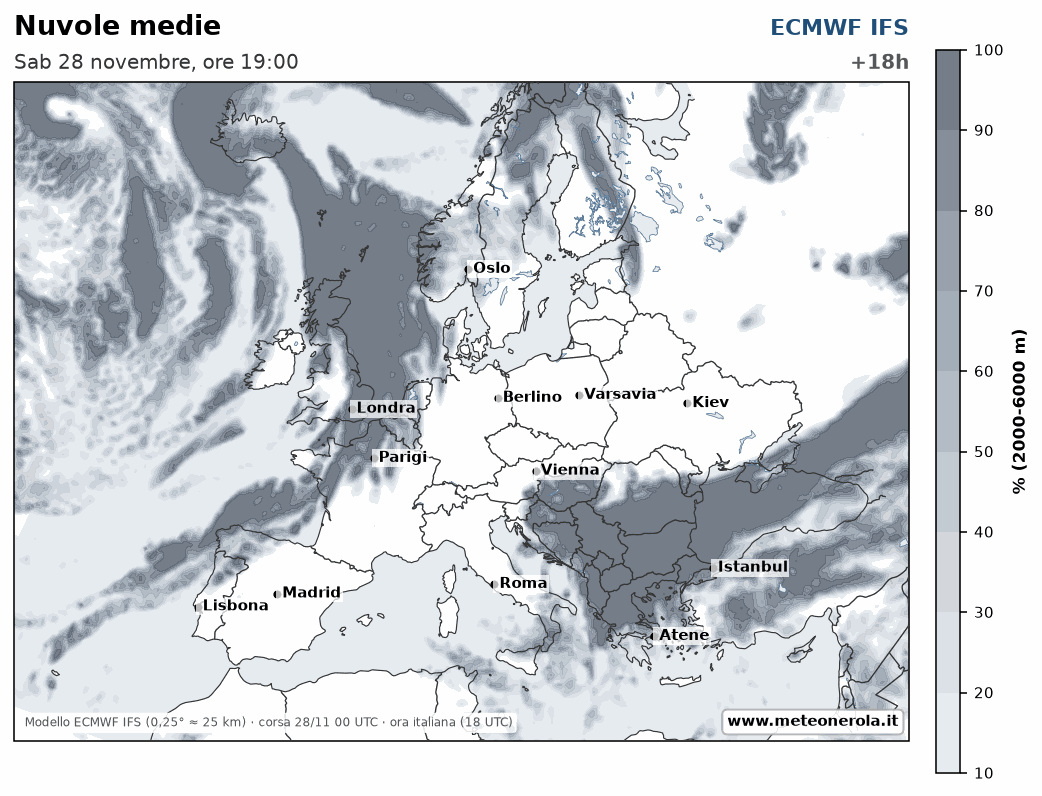 Nuvole medie
ECMWF IFS
Sab 28 novembre, ore 19:00
+18h
100
90
80
70
60
50
40
30
20
10
% (2000-6000 m)
Oslo
Berlino
Varsavia
Kiev
Londra
Parigi
Vienna
Istanbul
Roma
Madrid
Lisbona
Atene
Modello ECMWF IFS (0,25° ≈ 25 km) · corsa 28/11 00 UTC · ora italiana (18 UTC)
www.meteonerola.it